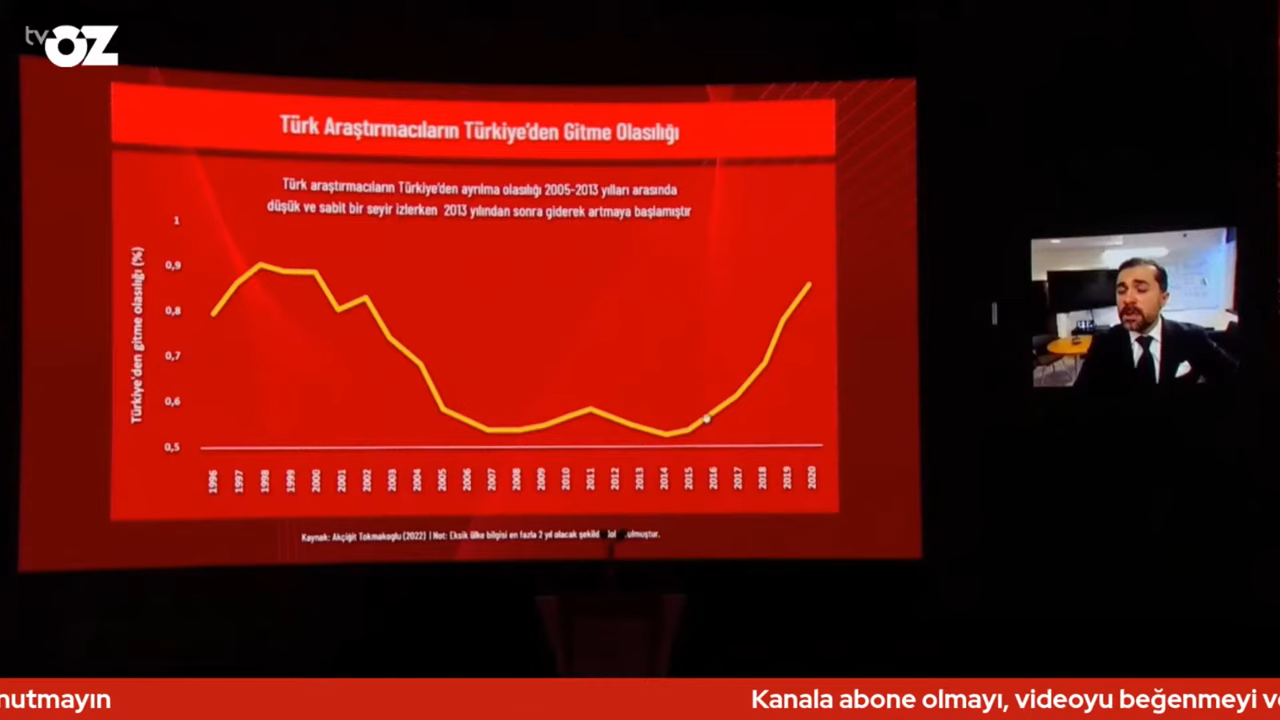 tv
OZ
Türk Araştırmacıların Türkiye'den Gitme Olasılığı
Türk araştırmacıların Türkiye'den ayrılma olasılığı 2005-2013 yılları arasında
düşük ve sabit bir seyir izlerken 2013 yılından sonra giderek artmaya başlamıştır
Türkiye'den gitme olasılığı (%)
1
0,9
0,8
0,7
0,6
0,5
1996 1997 1998 1999 2000 2001 2002 2003 2004 2005 2006 2007 2008 2009 2010 2011 2012 2013 2014 2015 2016 2017 2018 2019 2020
Kaynak: Akçiğit Tokmakoglu (2022) | Not: Eksik ülke bilgisi en fazla 2 yıl olacak
nutmayın
Kanala abone olmayı, videoyu beğenmeyi ve